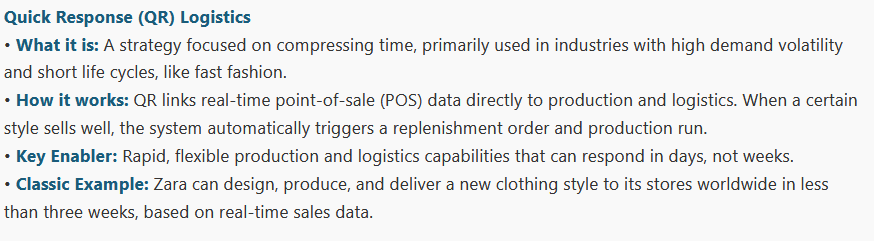 Quick Response (QR) Logistics
• What it is: A strategy focused on compressing time, primarily used in industries with high demand volatility
and short life cycles, like fast fashion.
• How it works: QR links real-time point-of-sale (POS) data directly to production and logistics. When a certain
style sells well, the system automatically triggers a replenishment order and production run.
• Key Enabler: Rapid, flexible production and logistics capabilities that can respond in days, not weeks.
• Classic Example: Zara can design, produce, and deliver a new clothing style to its stores worldwide in less
than three weeks, based on real-time sales data.